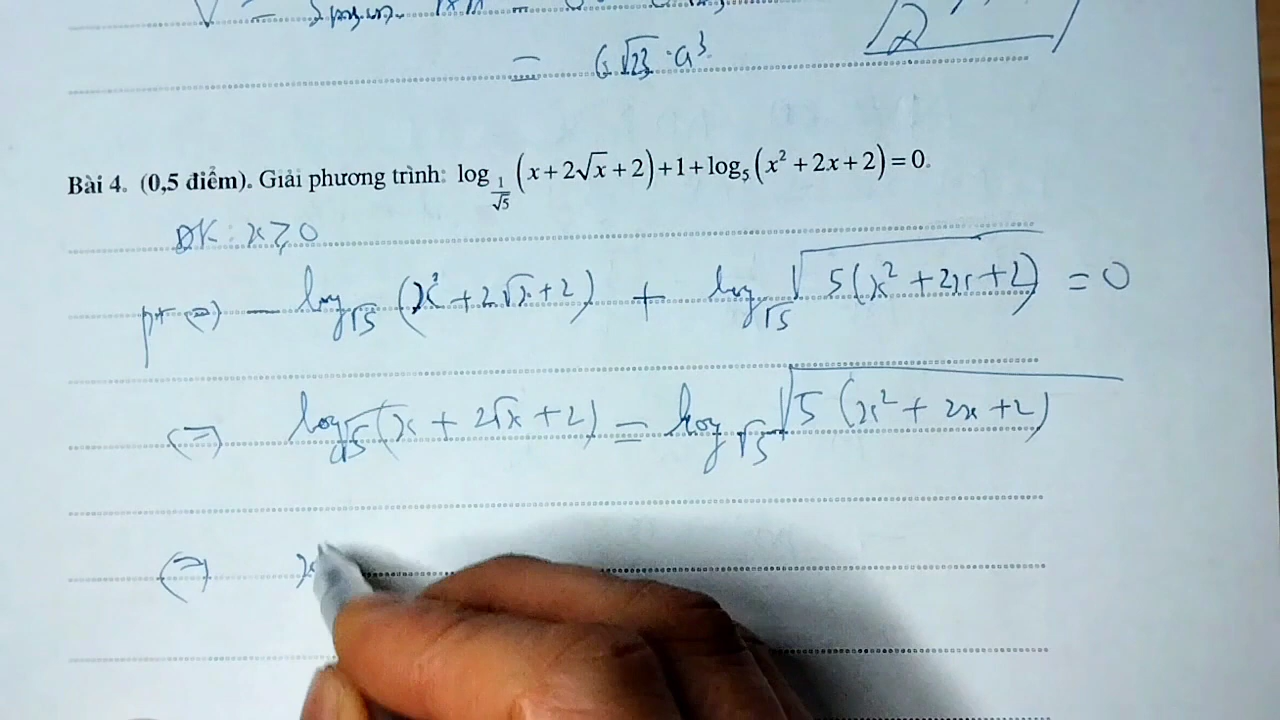 = 6√23 · a³
Bài 4. (0,5 điểm). Giải phương trình: log_{1/√5}(x+2√x+2)+1+log₅(x²+2x+2)=0.
ĐK: x ≥ 0
pt (=) − log_{√5}(x²+2√x+2) + log_{√5}√(5(x²+2x+2)) = 0
(=) log_{√5}(x + 2√x + 2) = log_{√5}√(5(x²+2x+2))
(=) x